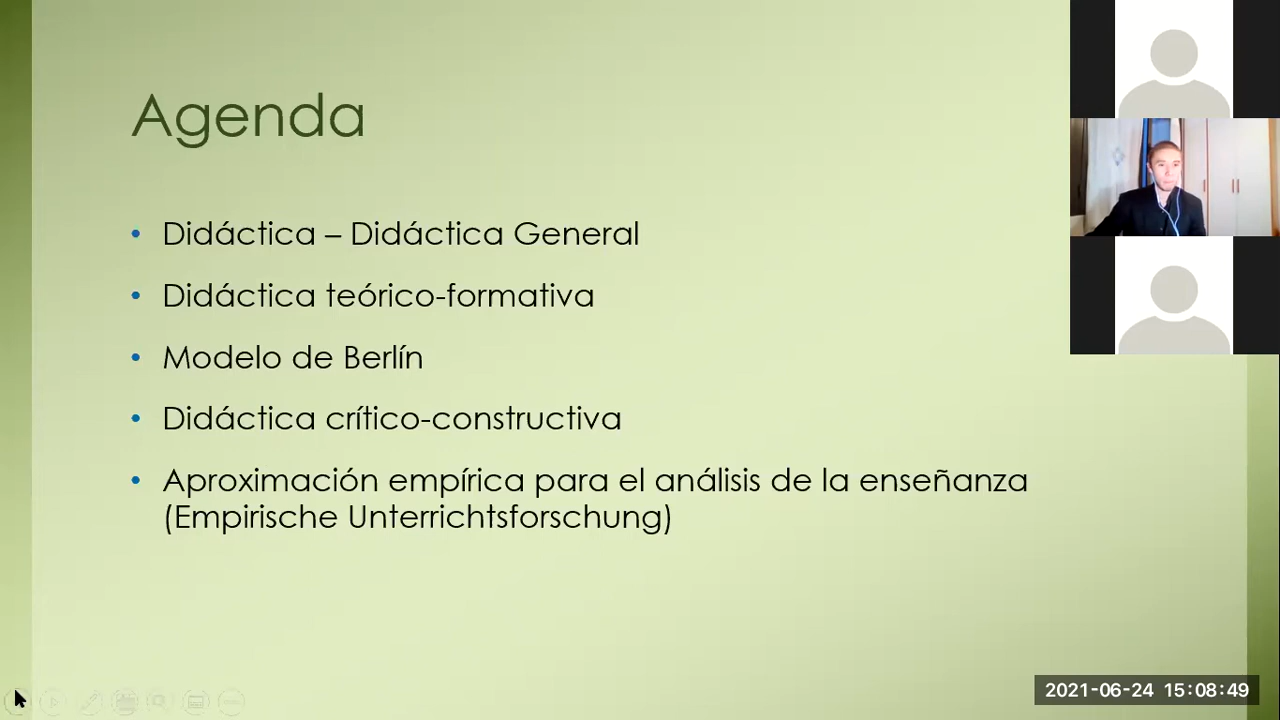 Agenda
• Didáctica – Didáctica General
• Didáctica teórico-formativa
• Modelo de Berlín
• Didáctica crítico-constructiva
• Aproximación empírica para el análisis de la enseñanza
(Empirische Unterrichtsforschung)
2021-06-24 15:08:49